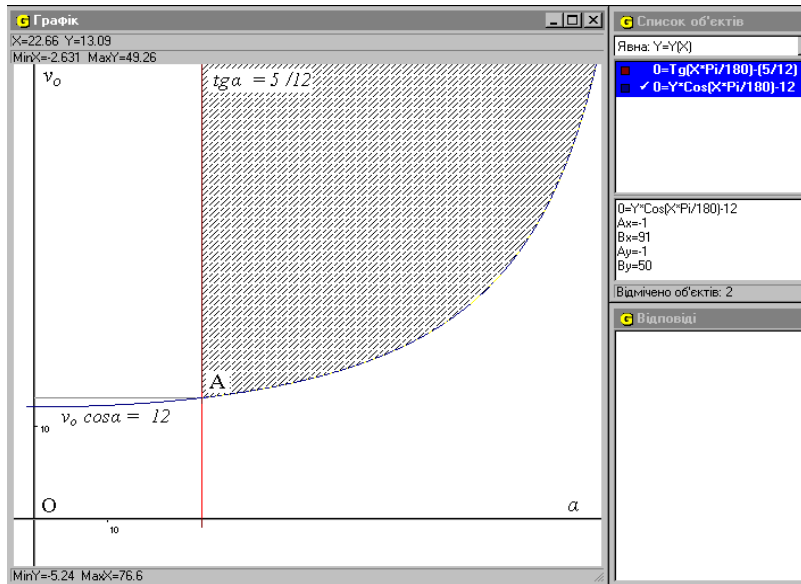 Графік
X=22.66 Y=13.09
MinX=-2.631 MaxY=49.26
vo
tgα = 5 /12
A
vo cosα = 12
10
O
α
10
MinY=-5.24 MaxX=76.6
Список об'єктів
Явна: Y=Y(X)
0=Tg(X*Pi/180)-(5/12)
✓ 0=Y*Cos(X*Pi/180)-12
0=Y*Cos(X*Pi/180)-12
Ax=-1
Bx=91
Ay=-1
By=50
Відмічено об'єктів: 2
Відповіді